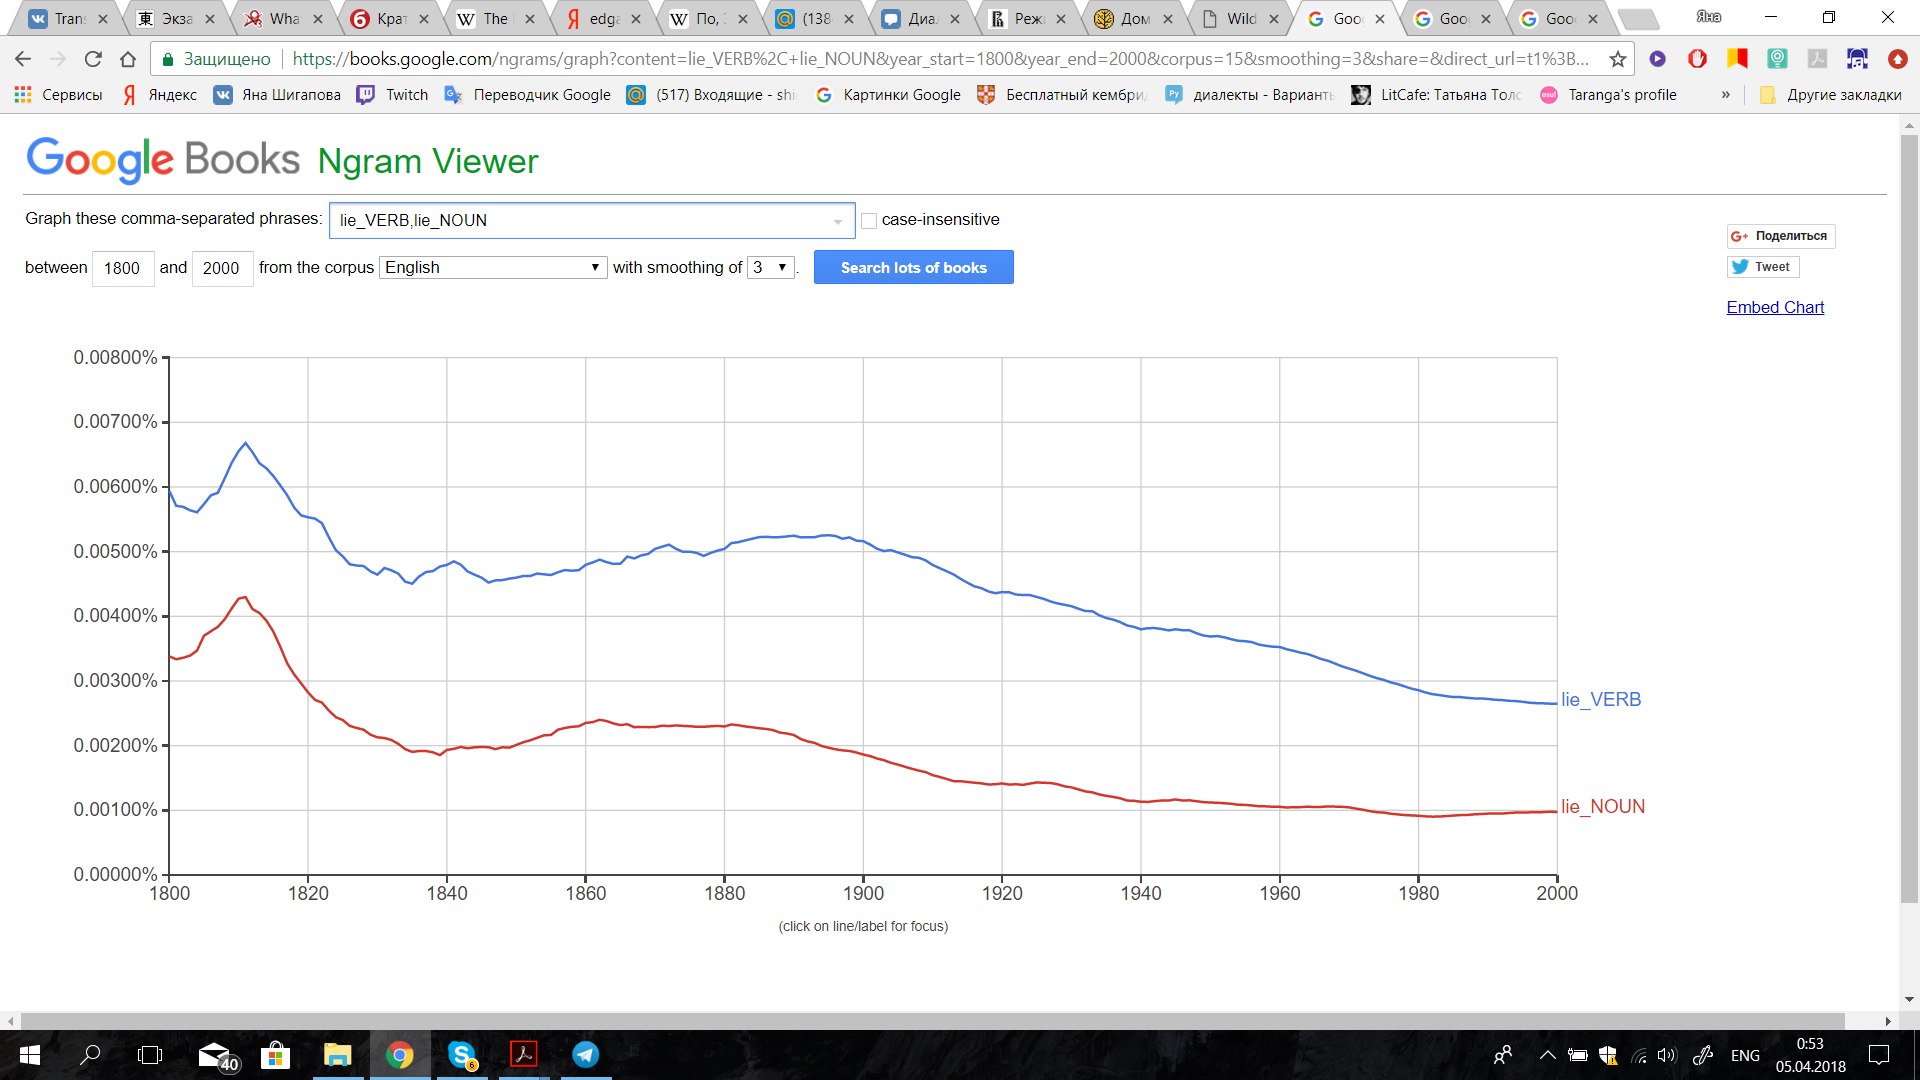 Trans
Экза
Wha
Крат
The
edga
По,
(138
Диал
Режи
Дом
Wild
Goo
Goo
Goo
Яна
Защищено
https://books.google.com/ngrams/graph?content=lie_VERB%2C+lie_NOUN&year_start=1800&year_end=2000&corpus=15&smoothing=3&share=&direct_url=t1%3B...
Сервисы
Яндекс
Яна Шигапова
Twitch
Переводчик Google
(517) Входящие - shi
Картинки Google
Бесплатный кембри
диалекты - Вариант
LitCafe: Татьяна Толс
Taranga's profile
»
Другие закладки
Google Books Ngram Viewer
Graph these comma-separated phrases: lie_VERB,lie_NOUN case-insensitive
between 1800 and 2000 from the corpus English with smoothing of 3 . Search lots of books
G+ Поделиться
Tweet
Embed Chart
0.00800%
0.00700%
0.00600%
0.00500%
0.00400%
0.00300%
0.00200%
0.00100%
0.00000%
lie_VERB
lie_NOUN
1800 1820 1840 1860 1880 1900 1920 1940 1960 1980 2000
(click on line/label for focus)
40
6
ENG
0:53
05.04.2018